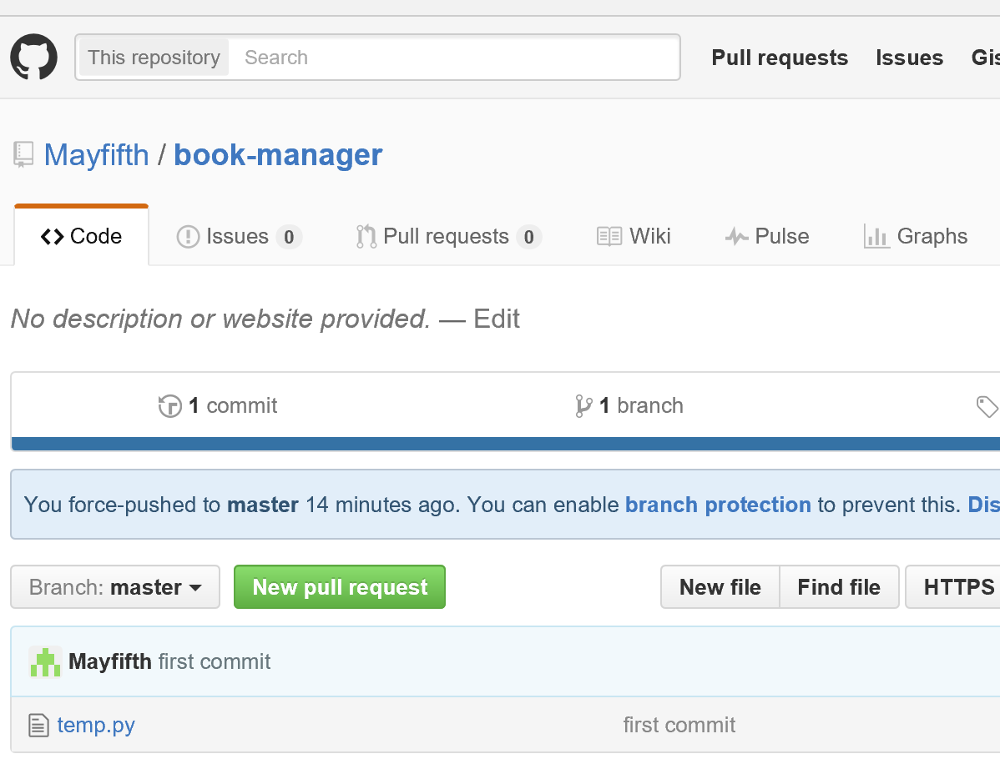 This repository Search Pull requests Issues Gis
Mayfifth / book-manager
Code Issues 0 Pull requests 0 Wiki Pulse Graphs
No description or website provided. — Edit
1 commit 1 branch
You force-pushed to master 14 minutes ago. You can enable branch protection to prevent this. Dis
Branch: master New pull request New file Find file HTTPS
Mayfifth first commit
temp.py first commit